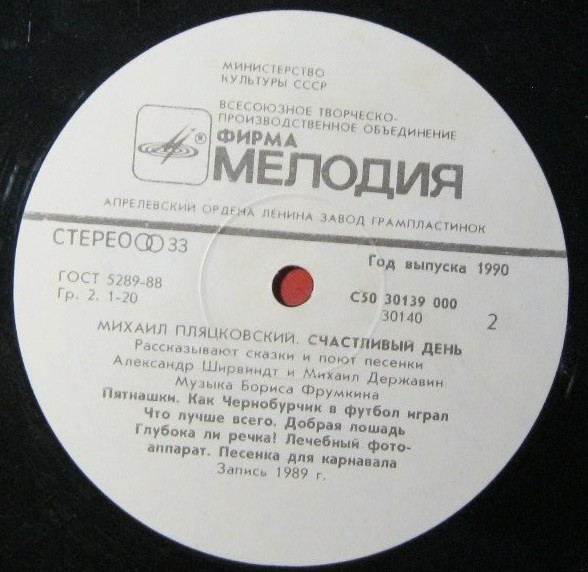 МИНИСТЕРСТВО
КУЛЬТУРЫ СССР
ВСЕСОЮЗНОЕ ТВОРЧЕСКО-
ПРОИЗВОДСТВЕННОЕ ОБЪЕДИНЕНИЕ
®
ФИРМА
МЕЛОДИЯ
АПРЕЛЕВСКИЙ ОРДЕНА ЛЕНИНА ЗАВОД ГРАМПЛАСТИНОК
СТЕРЕО 33
Год выпуска 1990
ГОСТ 5289-88
Гр. 2. 1-20
С50 30139 000
30140
2
МИХАИЛ ПЛЯЦКОВСКИЙ. СЧАСТЛИВЫЙ ДЕНЬ
Рассказывают сказки и поют песенки
Александр Ширвиндт и Михаил Державин
Музыка Бориса Фрумкина
Пятнашки. Как Чернобурчик в футбол играл
Что лучше всего. Добрая лошадь
Глубока ли речка? Лечебный фото-
аппарат. Песенка для карнавала
Запись 1989 г.